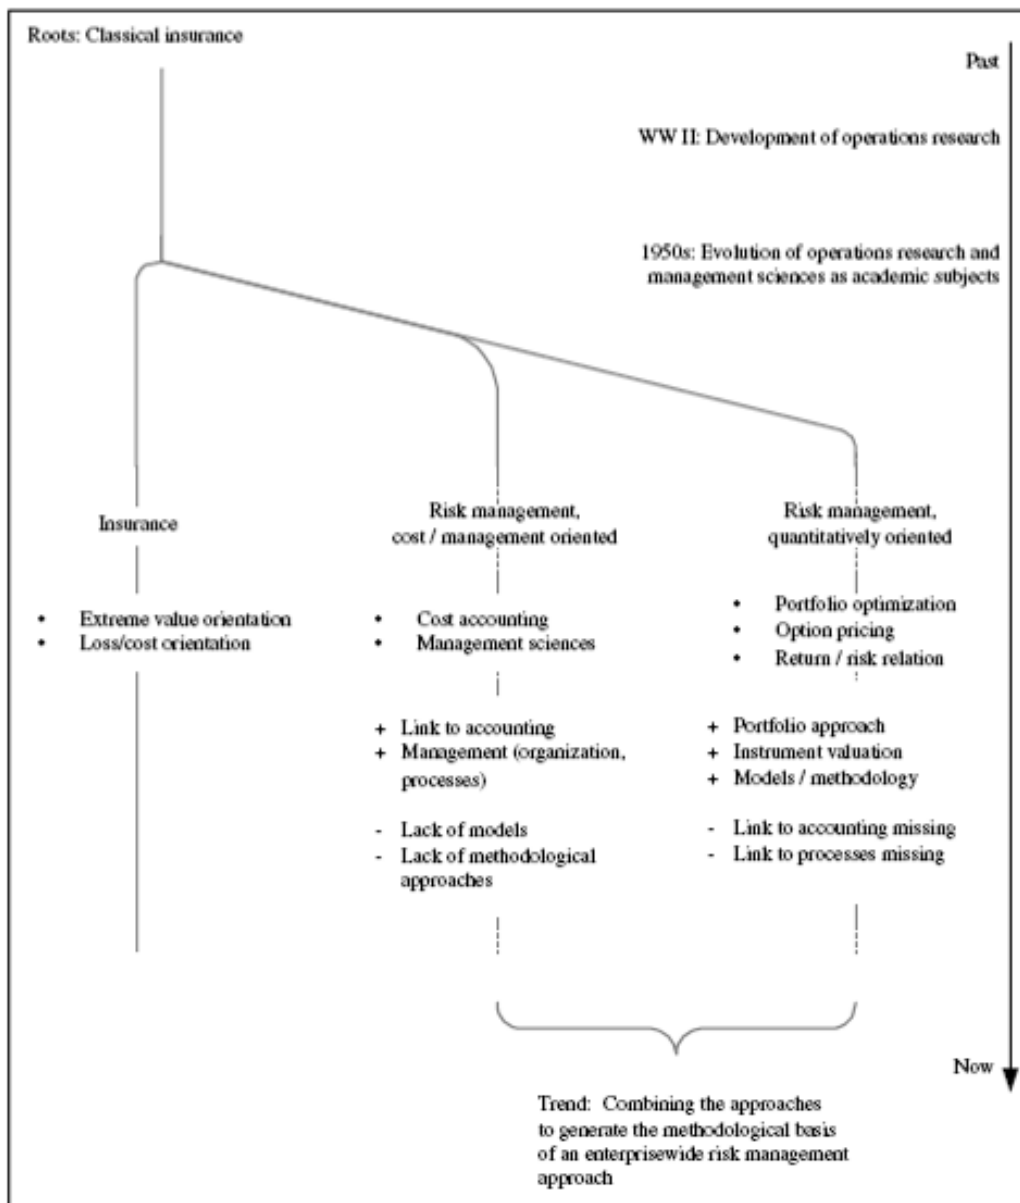 Roots: Classical insurance
Past
WW II: Development of operations research
1950s: Evolution of operations research and
management sciences as academic subjects
Insurance
• Extreme value orientation
• Loss/cost orientation
Risk management,
cost / management oriented
• Cost accounting
• Management sciences
+ Link to accounting
+ Management (organization,
processes)
- Lack of models
- Lack of methodological
approaches
Risk management,
quantitatively oriented
• Portfolio optimization
• Option pricing
• Return / risk relation
+ Portfolio approach
+ Instrument valuation
+ Models / methodology
- Link to accounting missing
- Link to processes missing
Now
Trend: Combining the approaches
to generate the methodological basis
of an enterprisewide risk management
approach